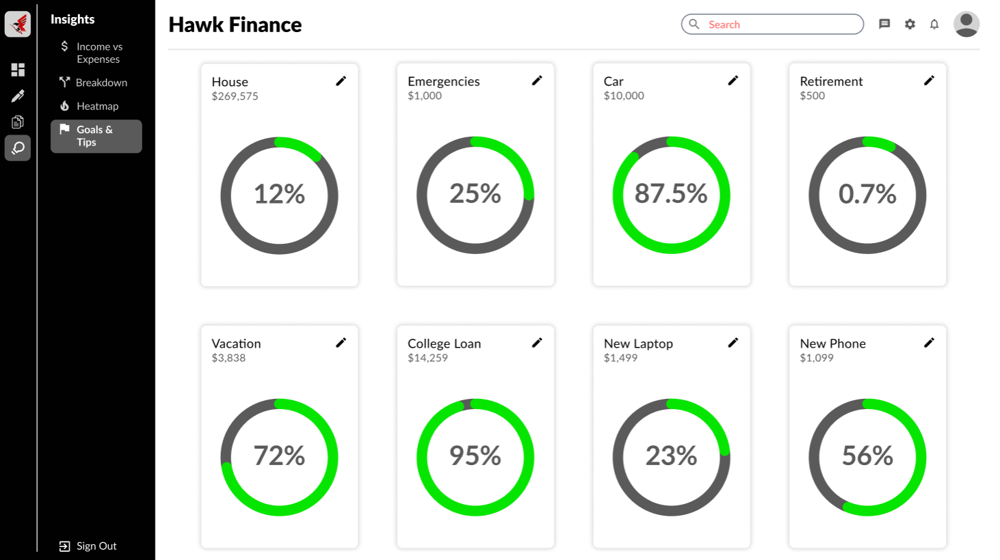 Insights
Income vs
Expenses
Breakdown
Heatmap
Goals &
Tips
Sign Out
Hawk Finance
Search
House
$269,575
12%
Emergencies
$1,000
25%
Car
$10,000
87.5%
Retirement
$500
0.7%
Vacation
$3,838
72%
College Loan
$14,259
95%
New Laptop
$1,499
23%
New Phone
$1,099
56%